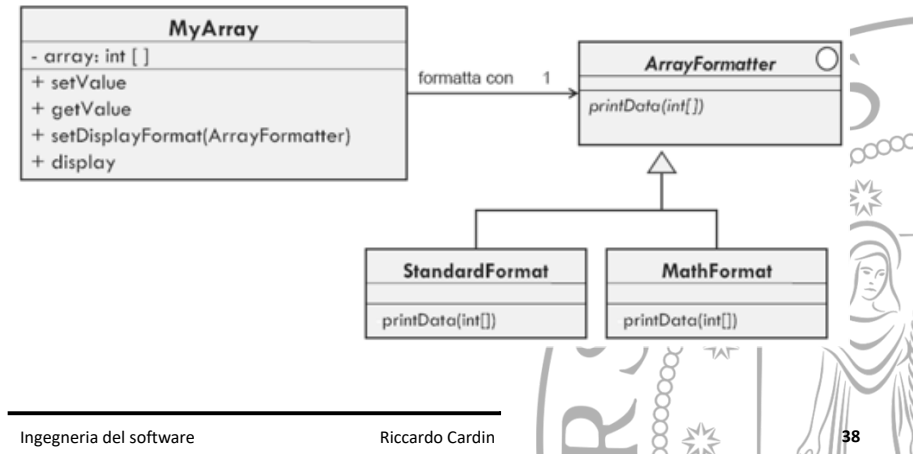 MyArray
- array: int [ ]
+ setValue
+ getValue
+ setDisplayFormat(ArrayFormatter)
+ display
formatta con 1
ArrayFormatter
printData(int[])
StandardFormat
printData(int[])
MathFormat
printData(int[])
Ingegneria del software
Riccardo Cardin
38